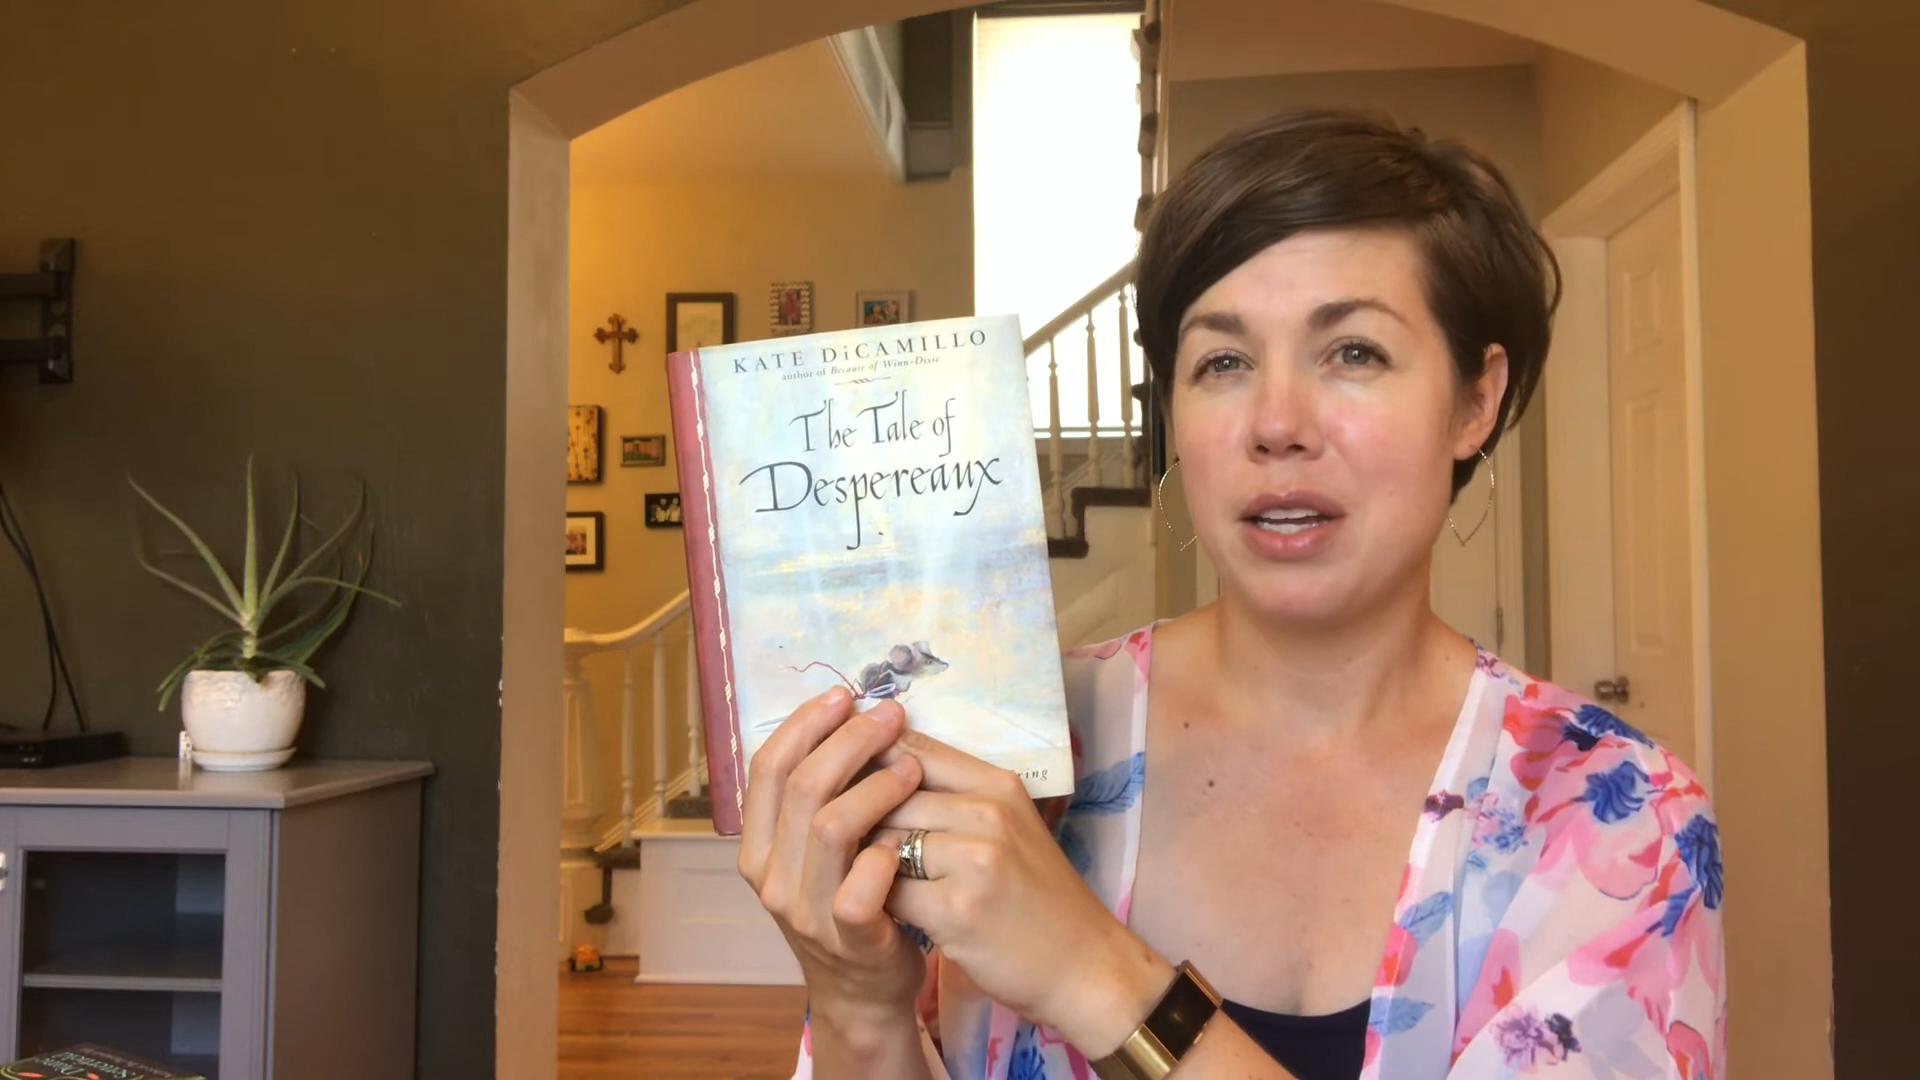 KATE DiCAMILLO
author of Because of Winn-Dixie
The Tale of
Despereaux